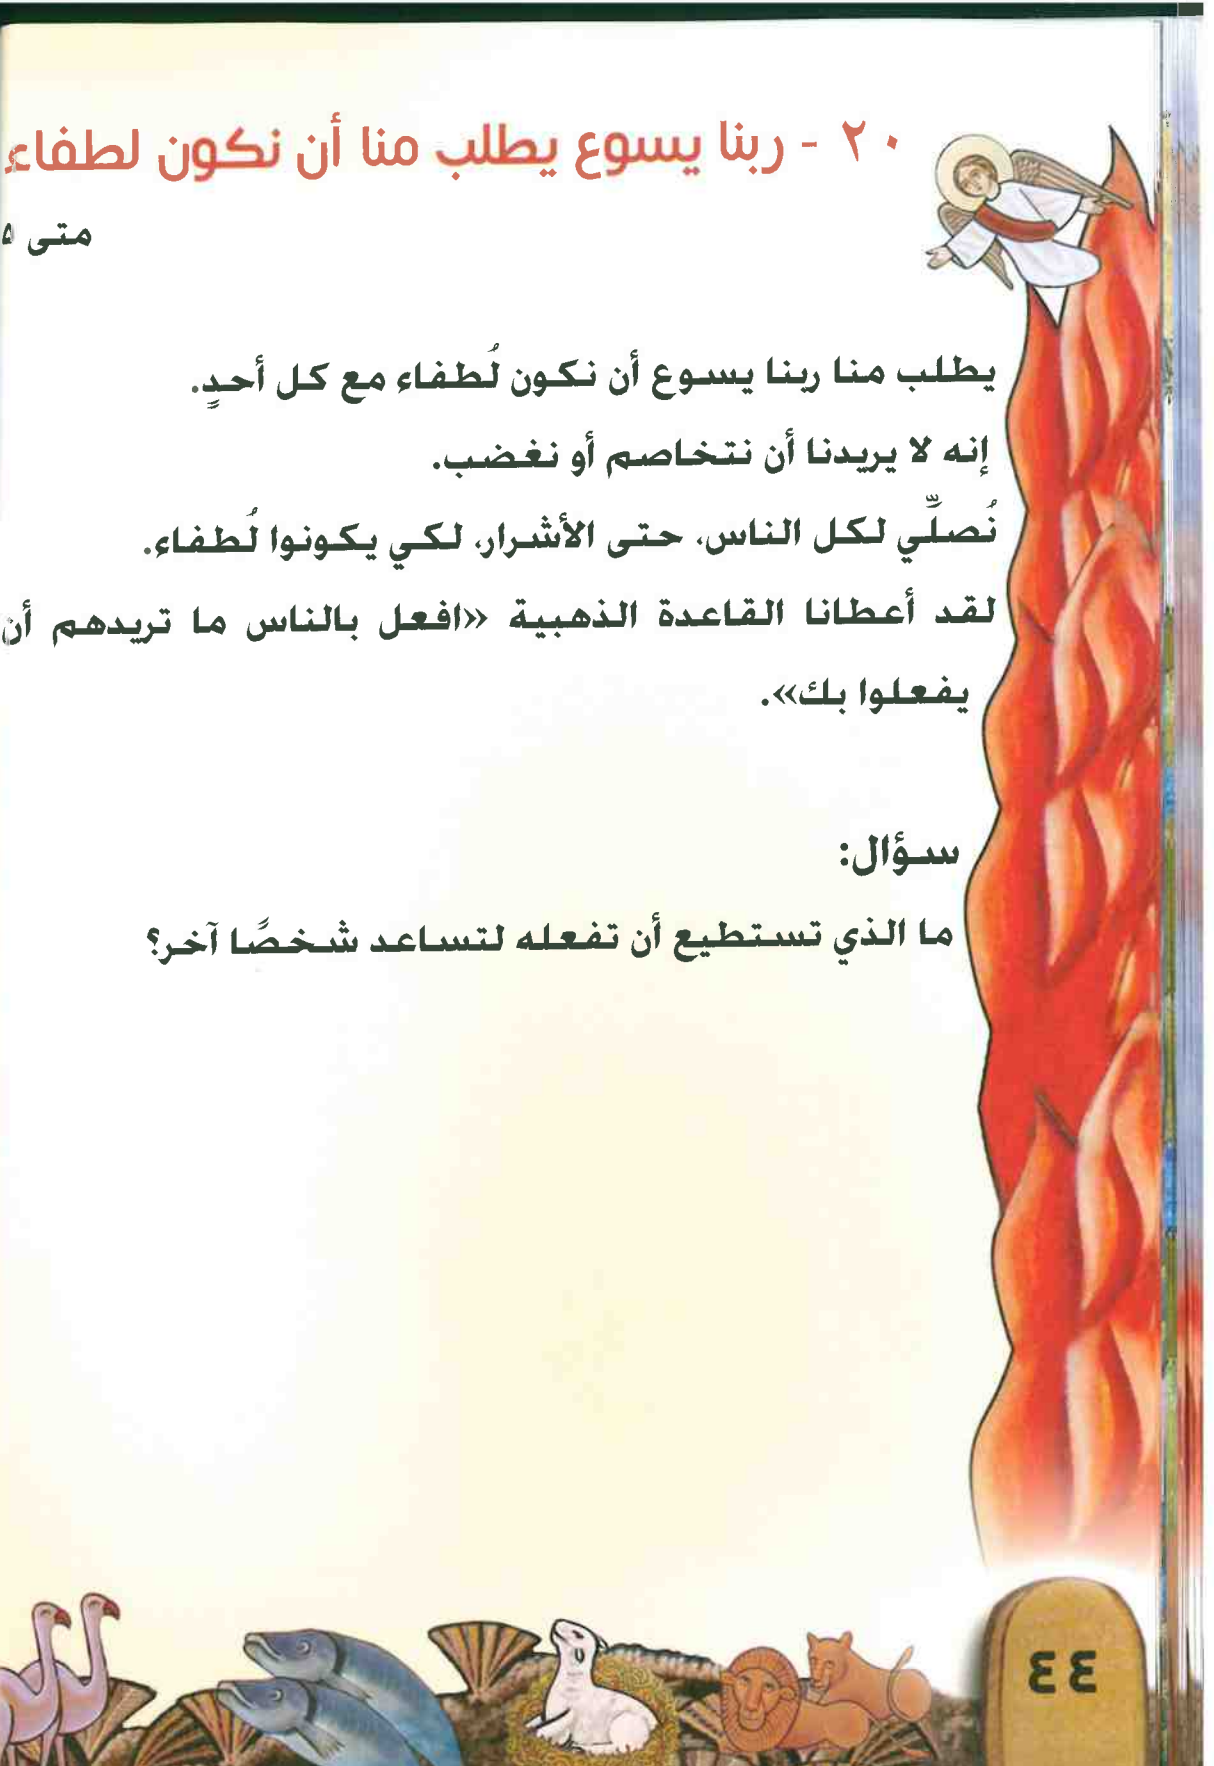 ٢٠ - ربنا يسوع يطلب منا أن نكون لطفاء
متى ٥
يطلب منا ربنا يسوع أن نكون لُطفاء مع كل أحدٍ.
إنه لا يريدنا أن نتخاصم أو نغضب.
نُصلِّي لكل الناس، حتى الأشرار، لكي يكونوا لُطفاء.
لقد أعطانا القاعدة الذهبية «افعل بالناس ما تريدهم أن
يفعلوا بك».
سؤال:
ما الذي تستطيع أن تفعله لتساعد شخصًا آخر؟
٤٤